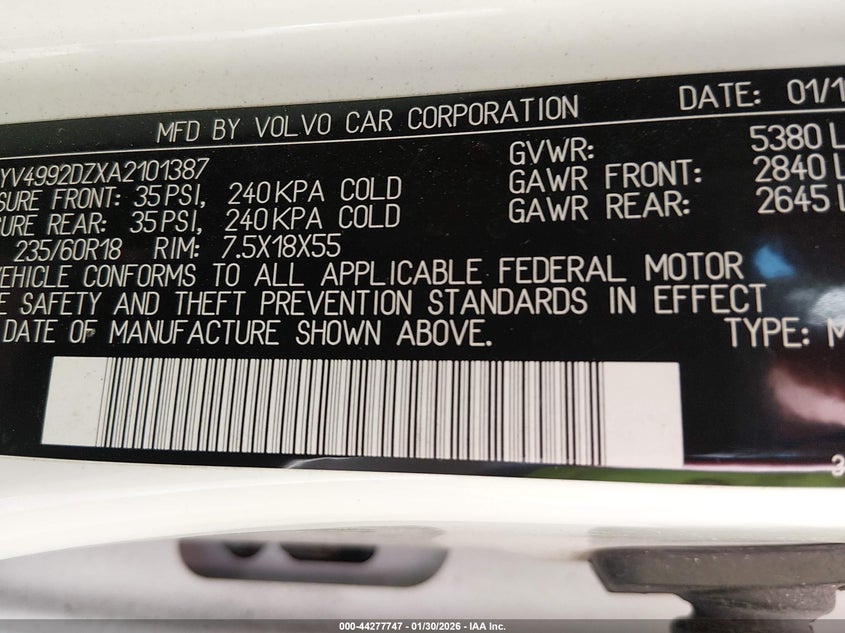 MFD BY VOLVO CAR CORPORATION DATE: 01/1
YV4992DZXA2101387 GVWR: 5380 L
SURE FRONT: 35 PSI, 240 KPA COLD GAWR FRONT: 2840 L
URE REAR: 35 PSI, 240 KPA COLD GAWR REAR: 2645 L
235/60R18 RIM: 7.5X18X55
VEHICLE CONFORMS TO ALL APPLICABLE FEDERAL MOTOR
E SAFETY AND THEFT PREVENTION STANDARDS IN EFFECT
DATE OF MANUFACTURE SHOWN ABOVE. TYPE: M
000-44277747 - 01/30/2026 - IAA Inc.